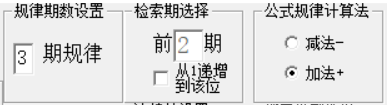 规律期数设置 检索期选择 公式规律计算法
3 期规律 前 2 期 减法-
从1递增
到该位
加法+